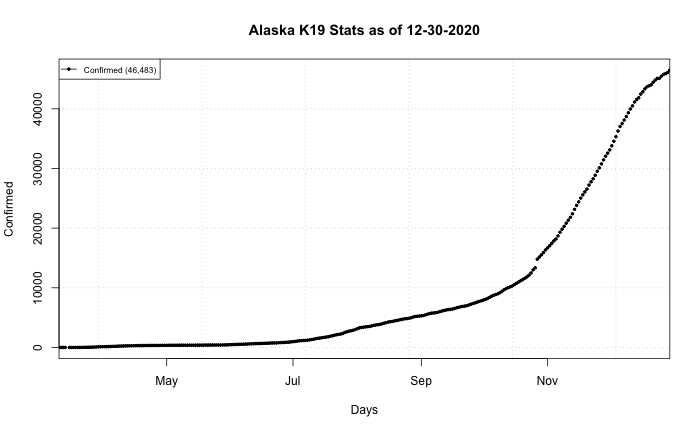 Alaska K19 Stats as of 12-30-2020
Confirmed (46,483)
Confirmed
40000
30000
20000
10000
0
May Jul Sep Nov
Days